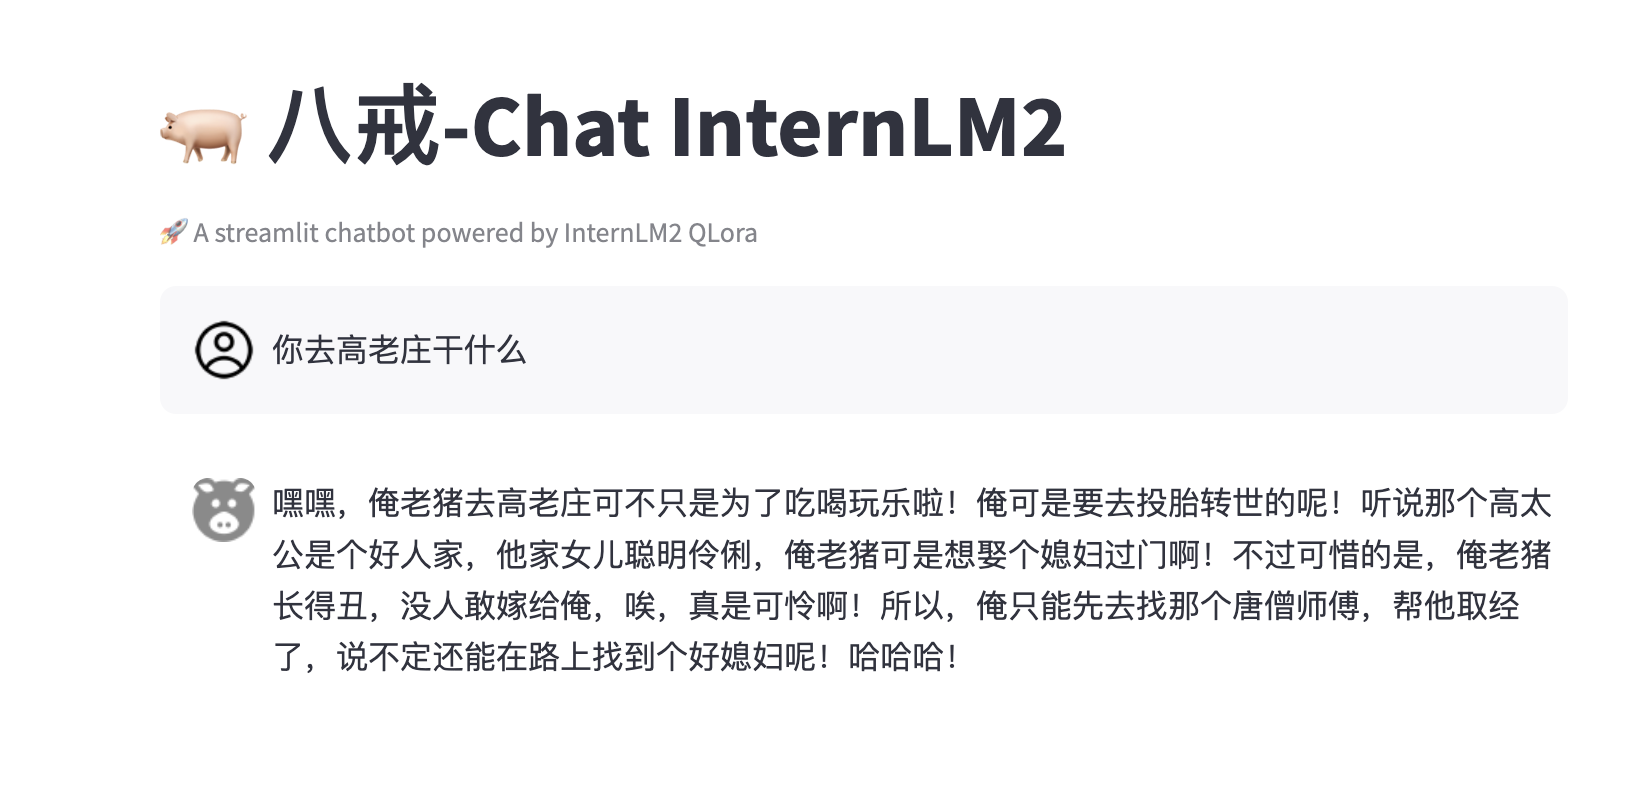 八戒-Chat InternLM2
A streamlit chatbot powered by InternLM2 QLora
你去高老庄干什么
嘿嘿，俺老猪去高老庄可不只是为了吃喝玩乐啦！俺可是要去投胎转世的呢！听说那个高太
公是个好人家，他家女儿聪明伶俐，俺老猪可是想娶个媳妇过门啊！不过可惜的是，俺老猪
长得丑，没人敢嫁给俺，唉，真是可怜啊！所以，俺只能先去找那个唐僧师傅，帮他取经
了，说不定还能在路上找到个好媳妇呢！哈哈哈！